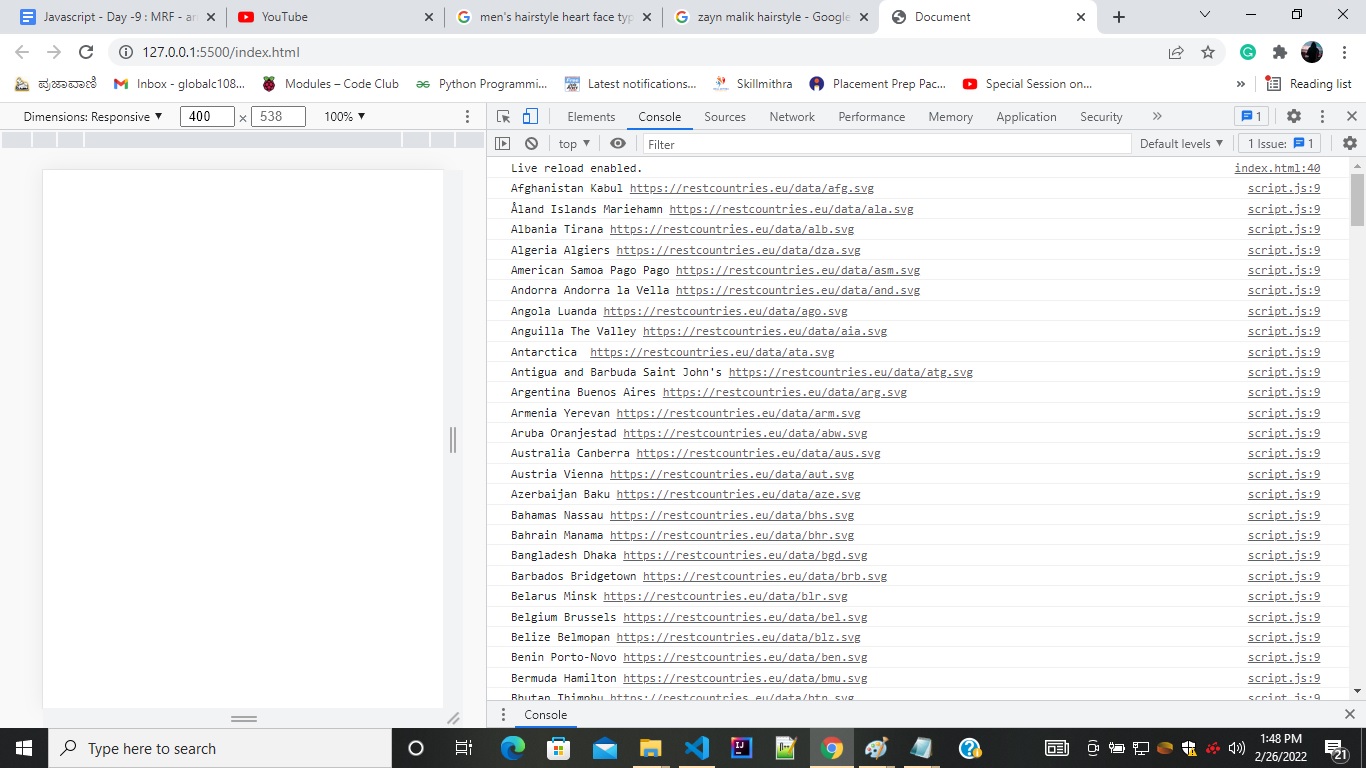 Javascript - Day -9 : MRF - an
YouTube
men's hairstyle heart face typ
zayn malik hairstyle - Google
Document
127.0.0.1:5500/index.html
ಪ್ರಜಾವಾಣಿ
Inbox - globalc108...
Modules – Code Club
Python Programmi...
Latest notifications...
Skillmithra
Placement Prep Pac...
Special Session on...
»
Reading list
Dimensions: Responsive ▼ 400 × 538 100% ▼
Elements Console Sources Network Performance Memory Application Security » 1
top ▼ Filter Default levels ▼ 1 Issue: 1
Live reload enabled. index.html:40
Afghanistan Kabul https://restcountries.eu/data/afg.svg script.js:9
Åland Islands Mariehamn https://restcountries.eu/data/ala.svg script.js:9
Albania Tirana https://restcountries.eu/data/alb.svg script.js:9
Algeria Algiers https://restcountries.eu/data/dza.svg script.js:9
American Samoa Pago Pago https://restcountries.eu/data/asm.svg script.js:9
Andorra Andorra la Vella https://restcountries.eu/data/and.svg script.js:9
Angola Luanda https://restcountries.eu/data/ago.svg script.js:9
Anguilla The Valley https://restcountries.eu/data/aia.svg script.js:9
Antarctica  https://restcountries.eu/data/ata.svg script.js:9
Antigua and Barbuda Saint John's https://restcountries.eu/data/atg.svg script.js:9
Argentina Buenos Aires https://restcountries.eu/data/arg.svg script.js:9
Armenia Yerevan https://restcountries.eu/data/arm.svg script.js:9
Aruba Oranjestad https://restcountries.eu/data/abw.svg script.js:9
Australia Canberra https://restcountries.eu/data/aus.svg script.js:9
Austria Vienna https://restcountries.eu/data/aut.svg script.js:9
Azerbaijan Baku https://restcountries.eu/data/aze.svg script.js:9
Bahamas Nassau https://restcountries.eu/data/bhs.svg script.js:9
Bahrain Manama https://restcountries.eu/data/bhr.svg script.js:9
Bangladesh Dhaka https://restcountries.eu/data/bgd.svg script.js:9
Barbados Bridgetown https://restcountries.eu/data/brb.svg script.js:9
Belarus Minsk https://restcountries.eu/data/blr.svg script.js:9
Belgium Brussels https://restcountries.eu/data/bel.svg script.js:9
Belize Belmopan https://restcountries.eu/data/blz.svg script.js:9
Benin Porto-Novo https://restcountries.eu/data/ben.svg script.js:9
Bermuda Hamilton https://restcountries.eu/data/bmu.svg script.js:9
Bhutan Thimphu https://restcountries.eu/data/btn.svg script.js:9
Console
Type here to search
1:48 PM
2/26/2022
21